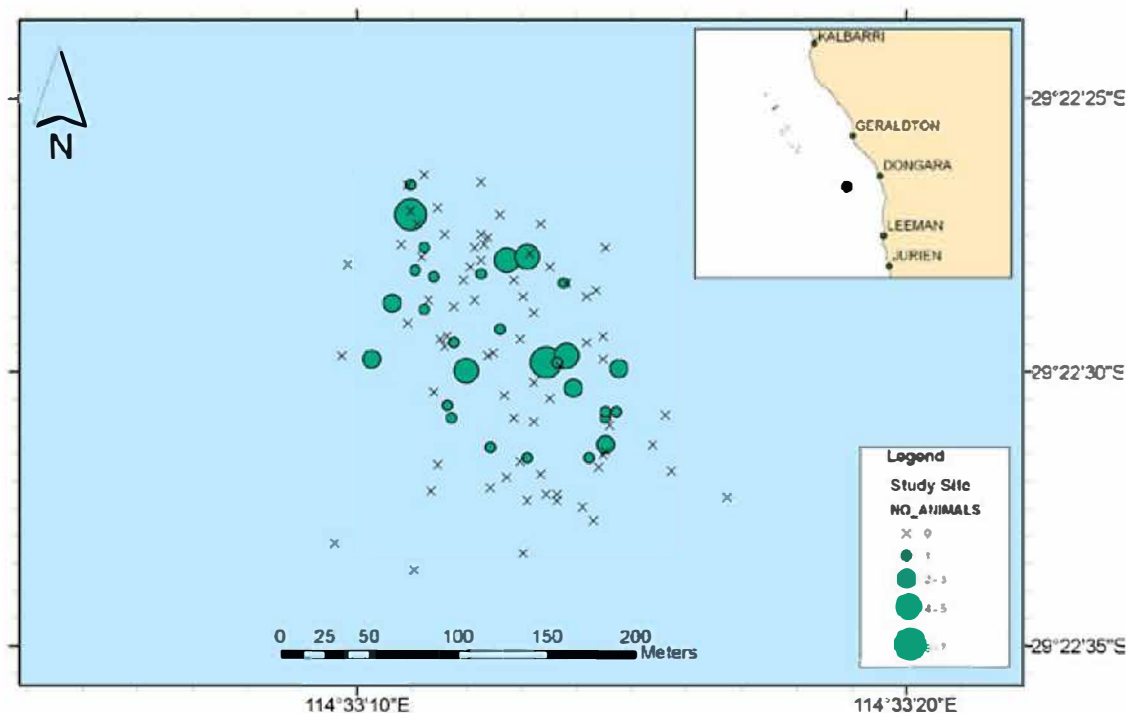 N
KALBARRI
GERALDTON
DONGARA
LEEMAN
JURIEN
29°22'25"S
29°22'30"S
29°22'35"S
Legend
Study Site
NO_ANIMALS
0
1
2 - 3
4 - 5
0 25 50 100 150 200
Meters
114°33'10"E
114°33'20"E